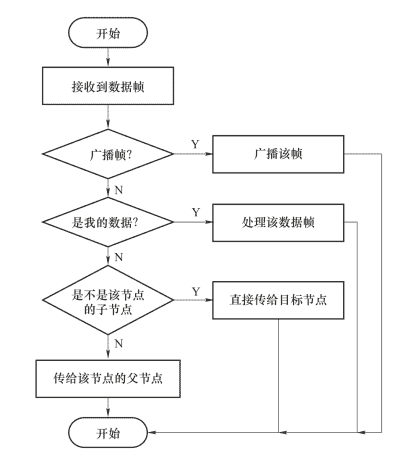 开始
接收到数据帧
广播帧?
Y
广播该帧
N
是我的数据?
Y
处理该数据帧
N
是不是该节点
的子节点
Y
直接传给目标节点
N
传给该节点的父节点
开始